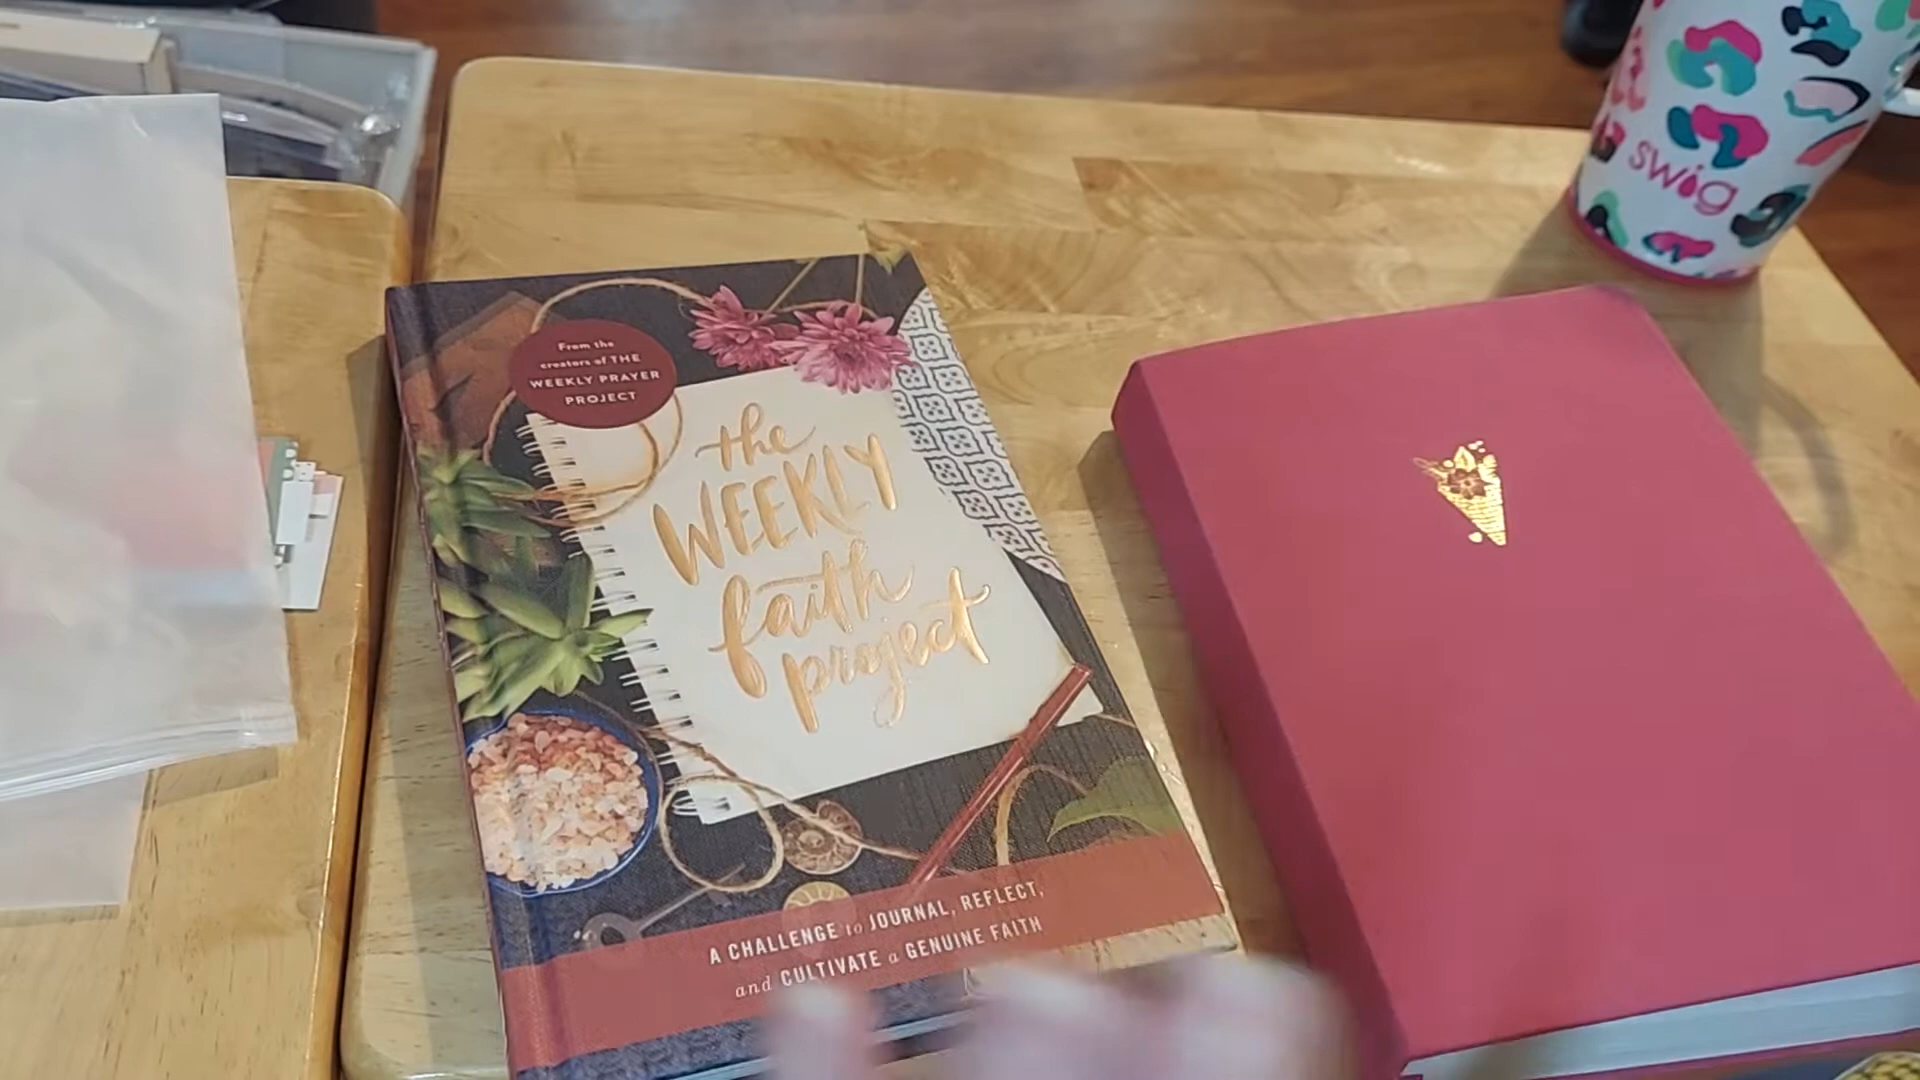 From the
creators of THE
WEEKLY PRAYER
PROJECT
the
WEEKLY
faith
project
A CHALLENGE to JOURNAL, REFLECT,
and CULTIVATE a GENUINE FAITH
swig